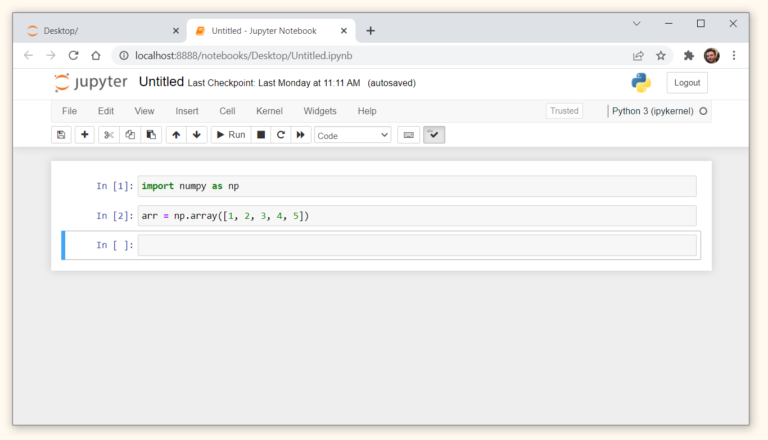 Desktop/
Untitled - Jupyter Notebook
localhost:8888/notebooks/Desktop/Untitled.ipynb
jupyter Untitled Last Checkpoint: Last Monday at 11:11 AM (autosaved)
Logout
File Edit View Insert Cell Kernel Widgets Help
Trusted
Python 3 (ipykernel)
Run
Code
In [1]: import numpy as np
In [2]: arr = np.array([1, 2, 3, 4, 5])
In [ ]: